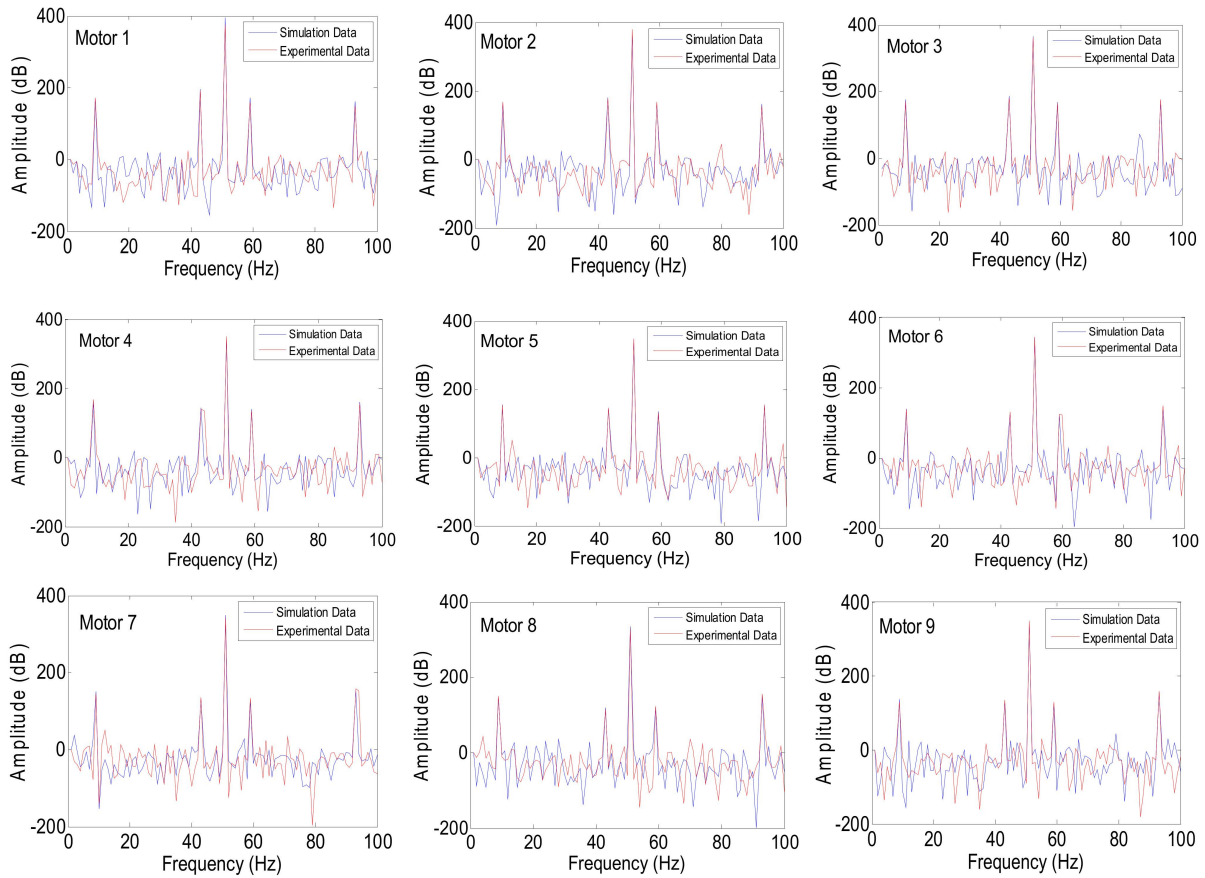 Motor 1
Simulation Data
Experimental Data
Amplitude (dB)
400
200
0
-200
0 20 40 60 80 100
Frequency (Hz)
Motor 2
Simulation Data
Experimental Data
Amplitude (dB)
400
200
0
-200
0 20 40 60 80 100
Frequency (Hz)
Motor 3
Simulation Data
Experimental Data
Amplitude (dB)
400
200
0
-200
0 20 40 60 80 100
Frequency (Hz)
Motor 4
Simulation Data
Experimental Data
Amplitude (dB)
400
200
0
-200
0 20 40 60 80 100
Frequency (Hz)
Motor 5
Simulation Data
Experimental Data
Amplitude (dB)
400
200
0
-200
0 20 40 60 80 100
Frequency (Hz)
Motor 6
Simulation Data
Experimental Data
Amplitude (dB)
400
200
0
-200
0 20 40 60 80 100
Frequency (Hz)
Motor 7
Simulation Data
Experimental Data
Amplitude (dB)
400
200
0
-200
0 20 40 60 80 100
Frequency (Hz)
Motor 8
Simulation Data
Experimental Data
Amplitude (dB)
400
200
0
-200
0 20 40 60 80 100
Frequency (Hz)
Motor 9
Simulation Data
Experimental Data
Amplitude (dB)
400
200
0
-200
0 20 40 60 80 100
Frequency (Hz)